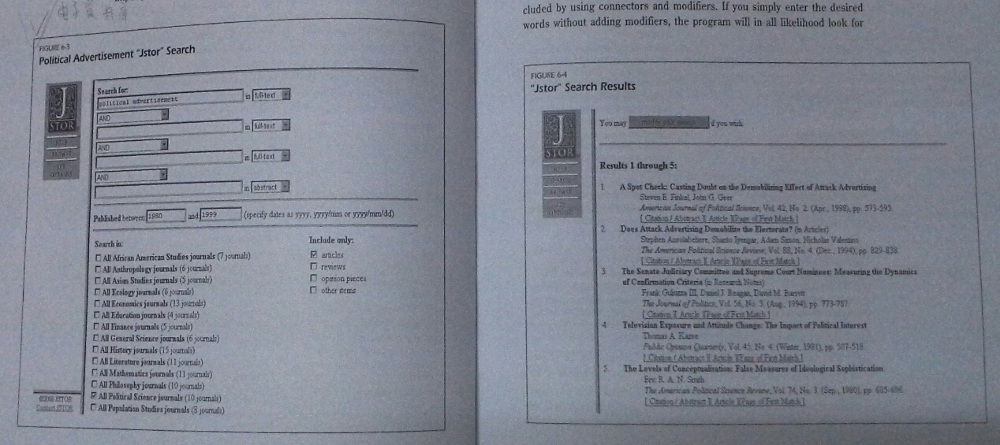 电子
FIGURE 6-3
Political Advertisement "Jstor" Search
J
STOR
Search for:
political advertisement
in full-text
AND
in full-text
AND
in full-text
AND
in abstract
Published between 1980 and 1999 (specify dates as yyyy, yyyy/mm or yyyy/mm/dd)
Search in:
All African American Studies journals (7 journals)
All Anthropology journals (6 journals)
All Asian Studies journals (5 journals)
All Ecology journals (6 journals)
All Economics journals (13 journals)
All Education journals (4 journals)
All Finance journals (5 journals)
All General Science journals (6 journals)
All History journals (15 journals)
All Literature journals (11 journals)
All Mathematics journals (11 journals)
All Philosophy journals (10 journals)
All Political Science journals (10 journals)
All Population Studies journals (8 journals)
Include only:
articles
reviews
opinion pieces
other items
JSTOR
Contact JSTOR
cluded by using connectors and modifiers. If you simply enter the desired
words without adding modifiers, the program will in all likelihood look for
FIGURE 6-4
"Jstor" Search Results
J
STOR
You may modify your search if you wish
Results 1 through 5:
1. A Spot Check: Casting Doubt on the Demobilizing Effect of Attack Advertising
Steven E. Finkel, John G. Geer
American Journal of Political Science, Vol. 42, No. 2. (Apr., 1998), pp. 573-595.
[ Citation / Abstract ][ Article ][Page of First Match ]
2. Does Attack Advertising Demobilize the Electorate? (in Articles)
Stephen Ansolabehere, Shanto Iyengar, Adam Simon, Nicholas Valentino
The American Political Science Review, Vol. 88, No. 4. (Dec., 1994), pp. 829-838.
[ Citation / Abstract ][ Article ][Page of First Match ]
3. The Senate Judiciary Committee and Supreme Court Nominees: Measuring the Dynamics
of Confirmation Criteria (in Research Notes)
Frank Guliuzza III, Daniel J. Reagan, David M. Barrett
The Journal of Politics, Vol. 56, No. 3. (Aug., 1994), pp. 773-787.
[ Citation ][ Article ][Page of First Match ]
4. Television Exposure and Attitude Change: The Impact of Political Interest
Thomas A. Kazee
Public Opinion Quarterly, Vol. 45, No. 4. (Winter, 1981), pp. 507-518.
[ Citation / Abstract ][ Article ][Page of First Match ]
5. The Levels of Conceptualization: False Measures of Ideological Sophistication
Eric R. A. N. Smith
The American Political Science Review, Vol. 74, No. 3. (Sep., 1980), pp. 685-696.
[ Citation / Abstract ][ Article ][Page of First Match ]